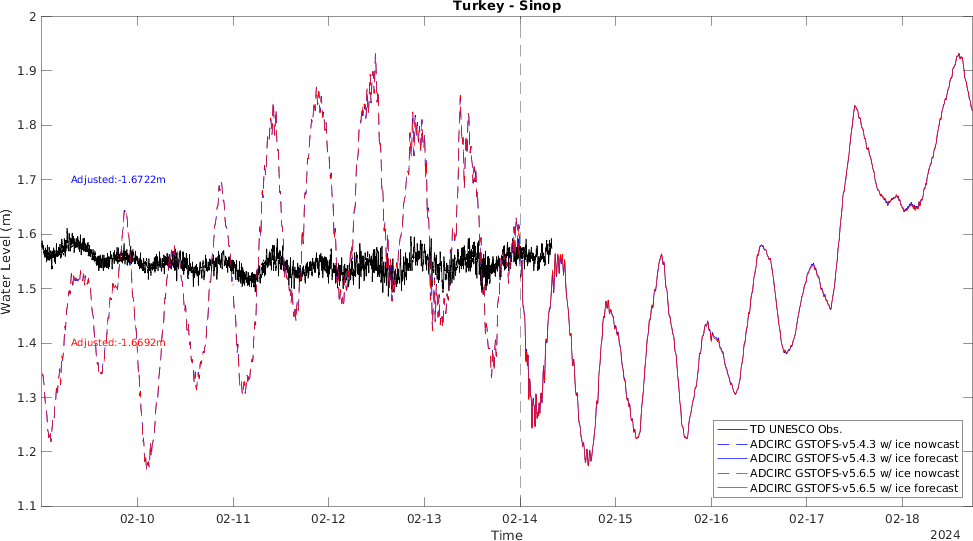 Turkey - Sinop
2
1.9
1.8
1.7
1.6
1.5
1.4
1.3
1.2
1.1
Water Level (m)
Adjusted:-1.6722m
Adjusted:-1.6692m
TD UNESCO Obs.
ADCIRC GSTOFS-v5.4.3 w/ ice nowcast
ADCIRC GSTOFS-v5.4.3 w/ ice forecast
ADCIRC GSTOFS-v5.6.5 w/ ice nowcast
ADCIRC GSTOFS-v5.6.5 w/ ice forecast
02-10 02-11 02-12 02-13 02-14 02-15 02-16 02-17 02-18
Time
2024